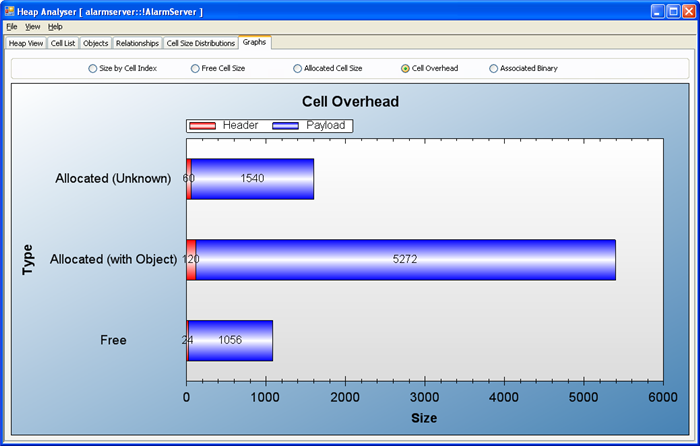 Heap Analyser [ alarmserver::!AlarmServer ]
File View Help
Heap View Cell List Objects Relationships Cell Size Distributions Graphs
Size by Cell Index Free Cell Size Allocated Cell Size Cell Overhead Associated Binary
Cell Overhead
Header Payload
Allocated (Unknown) 60 1540
Allocated (with Object) 120 5272
Type
Free 24 1056
0 1000 2000 3000 4000 5000 6000
Size